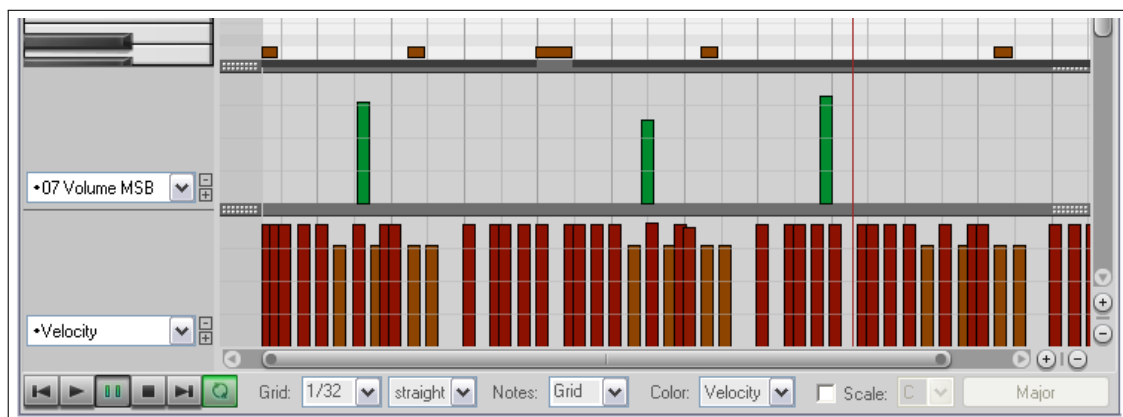 •07 Volume MSB
•Velocity
Grid: 1/32 straight Notes: Grid Color: Velocity Scale: C Major